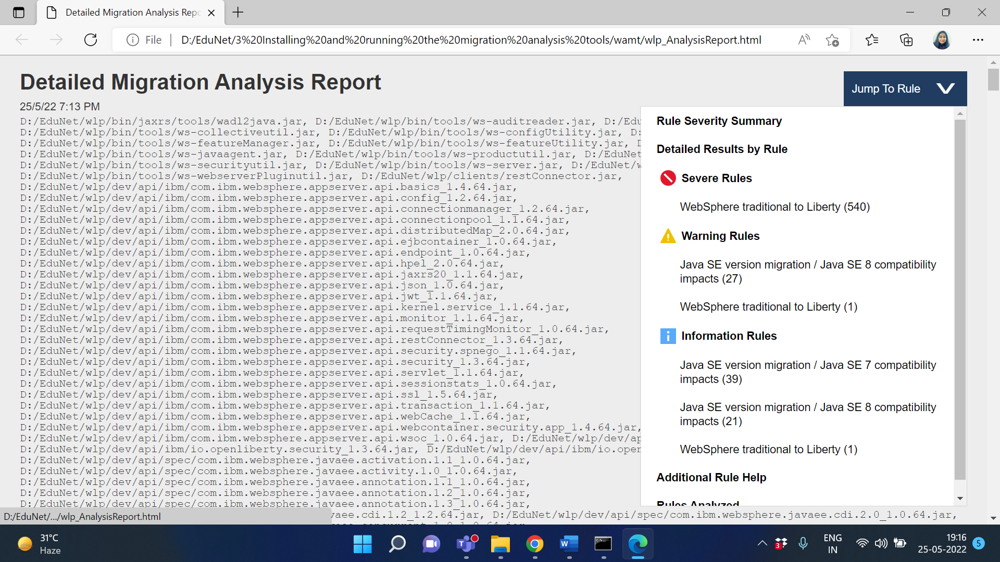 Detailed Migration Analysis Repo
File
D:/EduNet/3%20Installing%20and%20running%20the%20migration%20analysis%20tools/wamt/wlp_AnalysisReport.html
Detailed Migration Analysis Report
Jump To Rule
25/5/22 7:13 PM
D:/EduNet/wlp/bin/jaxrs/tools/wadl2java.jar, D:/EduNet/wlp/bin/tools/ws-auditreader.jar, D:/Edu
D:/EduNet/wlp/bin/tools/ws-collectiveutil.jar, D:/EduNet/wlp/bin/tools/ws-configUtility.jar, D:
D:/EduNet/wlp/bin/tools/ws-featureManager.jar, D:/EduNet/wlp/bin/tools/ws-featureUtility.jar,
D:/EduNet/wlp/bin/tools/ws-javaagent.jar, D:/EduNet/wlp/bin/tools/ws-productutil.jar, D:/EduNet
D:/EduNet/wlp/bin/tools/ws-securityutil.jar, D:/EduNet/wlp/bin/tools/ws-server.jar, D:/EduNet/w
D:/EduNet/wlp/bin/tools/ws-webserverPluginutil.jar, D:/EduNet/wlp/clients/restConnector.jar,
D:/EduNet/wlp/dev/api/ibm/com.ibm.websphere.appserver.api.basics_1.4.64.jar,
D:/EduNet/wlp/dev/api/ibm/com.ibm.websphere.appserver.api.config_1.2.64.jar,
D:/EduNet/wlp/dev/api/ibm/com.ibm.websphere.appserver.api.connectionmanager_1.2.64.jar,
D:/EduNet/wlp/dev/api/ibm/com.ibm.websphere.appserver.api.connectionpool_1.1.64.jar,
D:/EduNet/wlp/dev/api/ibm/com.ibm.websphere.appserver.api.distributedMap_2.0.64.jar,
D:/EduNet/wlp/dev/api/ibm/com.ibm.websphere.appserver.api.ejbcontainer_1.0.64.jar,
D:/EduNet/wlp/dev/api/ibm/com.ibm.websphere.appserver.api.endpoint_1.0.64.jar,
D:/EduNet/wlp/dev/api/ibm/com.ibm.websphere.appserver.api.hpel_2.0.64.jar,
D:/EduNet/wlp/dev/api/ibm/com.ibm.websphere.appserver.api.jaxrs20_1.1.64.jar,
D:/EduNet/wlp/dev/api/ibm/com.ibm.websphere.appserver.api.json_1.0.64.jar,
D:/EduNet/wlp/dev/api/ibm/com.ibm.websphere.appserver.api.jwt_1.1.64.jar,
D:/EduNet/wlp/dev/api/ibm/com.ibm.websphere.appserver.api.kernel.service_1.1.64.jar,
D:/EduNet/wlp/dev/api/ibm/com.ibm.websphere.appserver.api.monitor_1.1.64.jar,
D:/EduNet/wlp/dev/api/ibm/com.ibm.websphere.appserver.api.requestTimingMonitor_1.0.64.jar,
D:/EduNet/wlp/dev/api/ibm/com.ibm.websphere.appserver.api.restConnector_1.3.64.jar,
D:/EduNet/wlp/dev/api/ibm/com.ibm.websphere.appserver.api.security.spnego_1.1.64.jar,
D:/EduNet/wlp/dev/api/ibm/com.ibm.websphere.appserver.api.security_1.3.64.jar,
D:/EduNet/wlp/dev/api/ibm/com.ibm.websphere.appserver.api.servlet_1.1.64.jar,
D:/EduNet/wlp/dev/api/ibm/com.ibm.websphere.appserver.api.sessionstats_1.0.64.jar,
D:/EduNet/wlp/dev/api/ibm/com.ibm.websphere.appserver.api.ssl_1.5.64.jar,
D:/EduNet/wlp/dev/api/ibm/com.ibm.websphere.appserver.api.transaction_1.1.64.jar,
D:/EduNet/wlp/dev/api/ibm/com.ibm.websphere.appserver.api.webCache_1.1.64.jar,
D:/EduNet/wlp/dev/api/ibm/com.ibm.websphere.appserver.api.webcontainer.security.app_1.4.64.jar,
D:/EduNet/wlp/dev/api/ibm/com.ibm.websphere.appserver.api.wsoc_1.0.64.jar, D:/EduNet/wlp/dev/ap
D:/EduNet/wlp/dev/api/ibm/io.openliberty.security_1.3.64.jar, D:/EduNet/wlp/dev/api/ibm/io.open
D:/EduNet/wlp/dev/api/spec/com.ibm.websphere.javaee.activation.1.1_1.0.64.jar,
D:/EduNet/wlp/dev/api/spec/com.ibm.websphere.javaee.activity.1.0_1.0.64.jar,
D:/EduNet/wlp/dev/api/spec/com.ibm.websphere.javaee.annotation.1.1_1.0.64.jar,
D:/EduNet/wlp/dev/api/spec/com.ibm.websphere.javaee.annotation.1.2_1.0.64.jar,
D:/EduNet/wlp/dev/api/spec/com.ibm.websphere.javaee.annotation.1.3_1.0.64.jar,
vaee.cdi.1.2_1.2.64.jar, D:/EduNet/wlp/dev/api/spec/com.ibm.websphere.javaee.cdi.2.0_1.0.64.jar,
Rule Severity Summary
Detailed Results by Rule
Severe Rules
WebSphere traditional to Liberty (540)
Warning Rules
Java SE version migration / Java SE 8 compatibility
impacts (27)
WebSphere traditional to Liberty (1)
Information Rules
Java SE version migration / Java SE 7 compatibility
impacts (39)
Java SE version migration / Java SE 8 compatibility
impacts (21)
WebSphere traditional to Liberty (1)
Additional Rule Help
Rules Analyzed
D:/EduNet/.../wlp_AnalysisReport.html
31°C
Haze
3
ENG
IN
19:16
25-05-2022
5